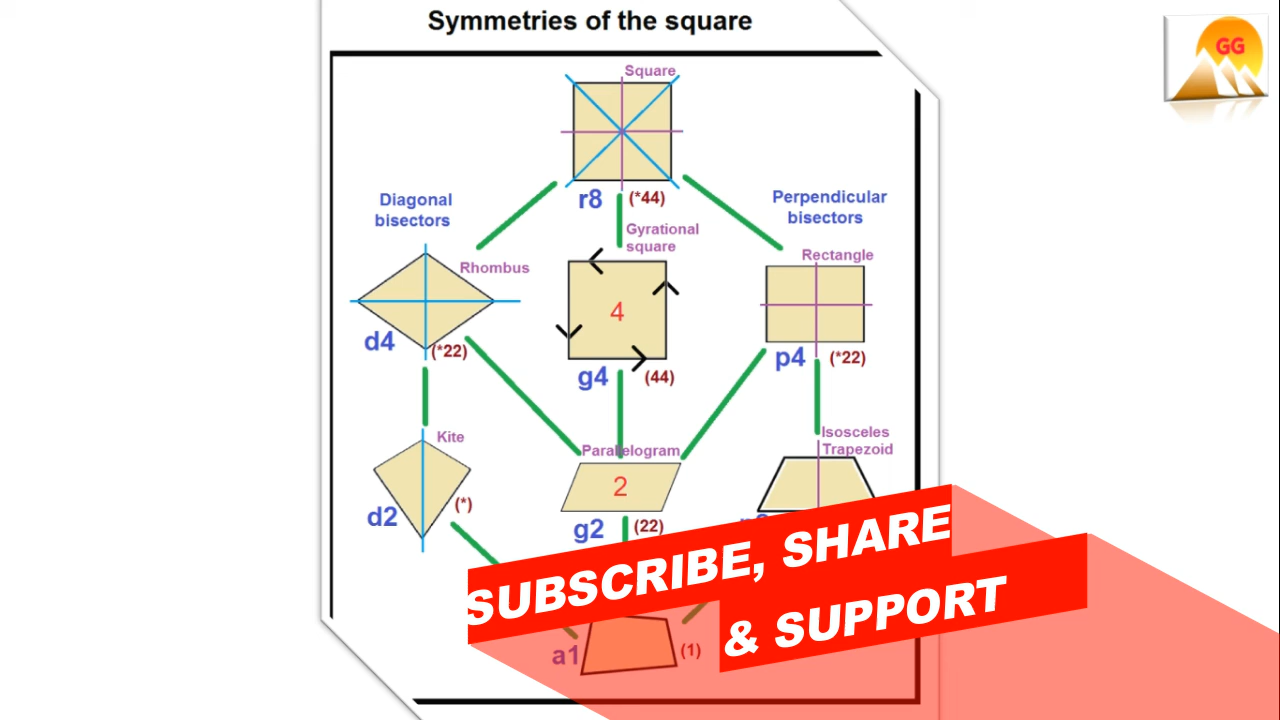 Symmetries of the square
GG
Square
r8 (*44)
Diagonal
bisectors
Perpendicular
bisectors
Gyrational
square
Rhombus
Rectangle
4
d4
(*22)
g4 (44)
p4 (*22)
Kite
Parallelogram
Isosceles
Trapezoid
2
d2 (*)
g2 (22)
SUBSCRIBE, SHARE
& SUPPORT
a1 (1)